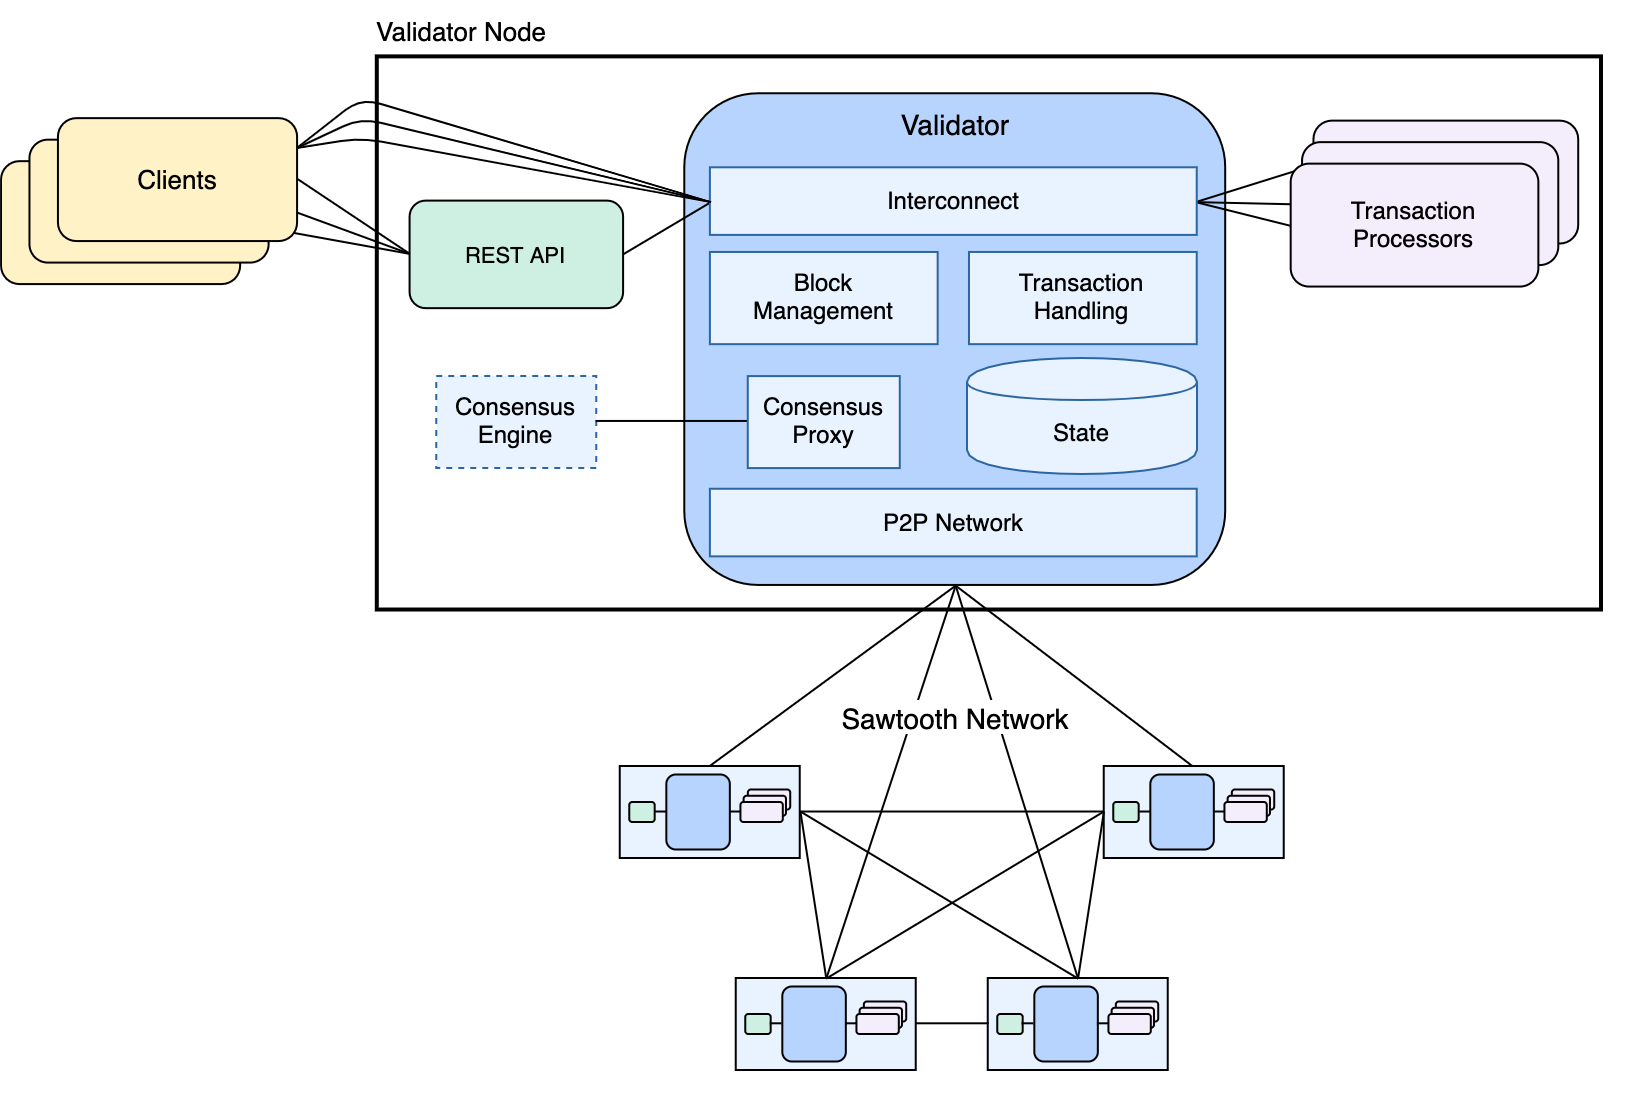 Validator Node
Validator
Clients
Interconnect
Transaction
Processors
REST API
Block
Management
Transaction
Handling
Consensus
Engine
Consensus
Proxy
State
P2P Network
Sawtooth Network